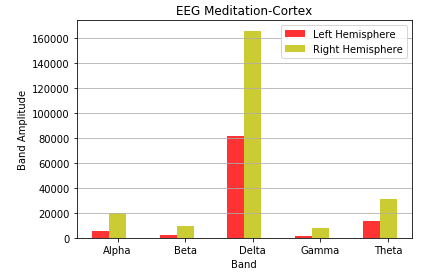 EEG Meditation-Cortex
Left Hemisphere
Right Hemisphere
Band Amplitude
160000
140000
120000
100000
80000
60000
40000
20000
0
Alpha Beta Delta Gamma Theta
Band